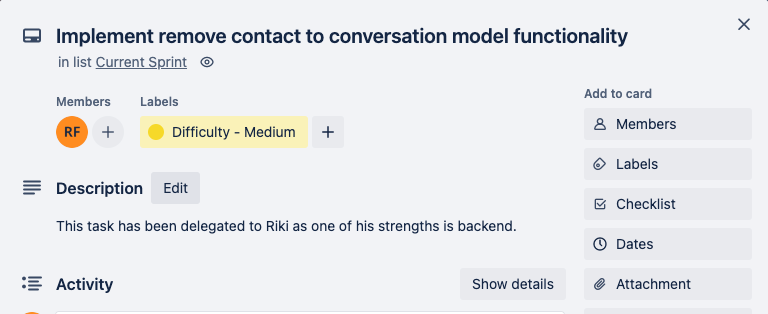 Implement remove contact to conversation model functionality
in list Current Sprint
Members
Labels
RF
Difficulty - Medium
Description
Edit
This task has been delegated to Riki as one of his strengths is backend.
Activity
Show details
Add to card
Members
Labels
Checklist
Dates
Attachment